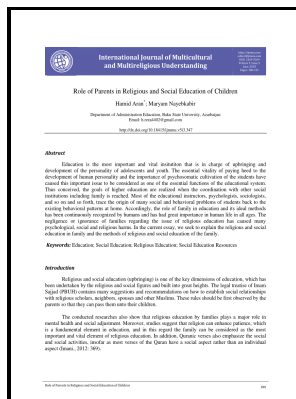 International Journal of Multicultural
and Multireligious Understanding
Role of Parents in Religious and Social Education of Children
Hamid Arun*; Maryam Nayebkabir
Department of Administration Education, Baku State University, Azerbaijan
http://dx.doi.org/10.18415/ijmmu.v5i3.347
Abstract
Education is the most important and vital institution that is in charge of upbringing and
development of the personality of adolescents and youth. The essential vitality of paying heed to the
development of human personality and the importance of psychosomatic cultivation of the students have
caused this important issue to be considered as one of the essential functions of the educational system.
Thus conceived, the goals of higher education are realized when the coordination with other social
institutions including family is reached. Most of the educational instructors, psychologists, sociologists,
and so on and so forth, trace the origin of many social and behavioral problems of students back to the
existing behavioral patterns at home. Accordingly, the role of family in education and its ideal methods
has been continuously recognized by humans and has had great importance in human life in all ages. The
negligence or ignorance of families regarding the issue of religious education has caused many
psychological, social and religious harms. In the current essay, we seek to explain the religious and social
education in family and the methods of religious and social education of the family.
Keywords: Education; Social Education; Religious Education; Social Education Resources
Introduction
Religious and social education (upbringing) is one of the key dimensions of education, which has
been undertaken by the religious and social figures and built into great heights. The legal treatise of Imam
Sajjad (PBUH) contains many suggestions and recommendations on how to establish social relationships
with religious scholars, neighbors, spouses and other Muslims. These rules should be first observed by the
parents so that they can pass them onto their children.
The conducted researches also show that religious education by families plays a major role in
mental health and social adjustment. Moreover, studies suggest that religion can enhance patience, which
is a fundamental element in education, and in this regard the family can be considered as the most
important and vital element of religious education. In addition, Quranic verses also emphasize the social
and social activities, insofar as most verses of the Quran have a social aspect rather than an individual
aspect (Imani, 2012: 369).
Role of Parents in Religious and Social Education of Children